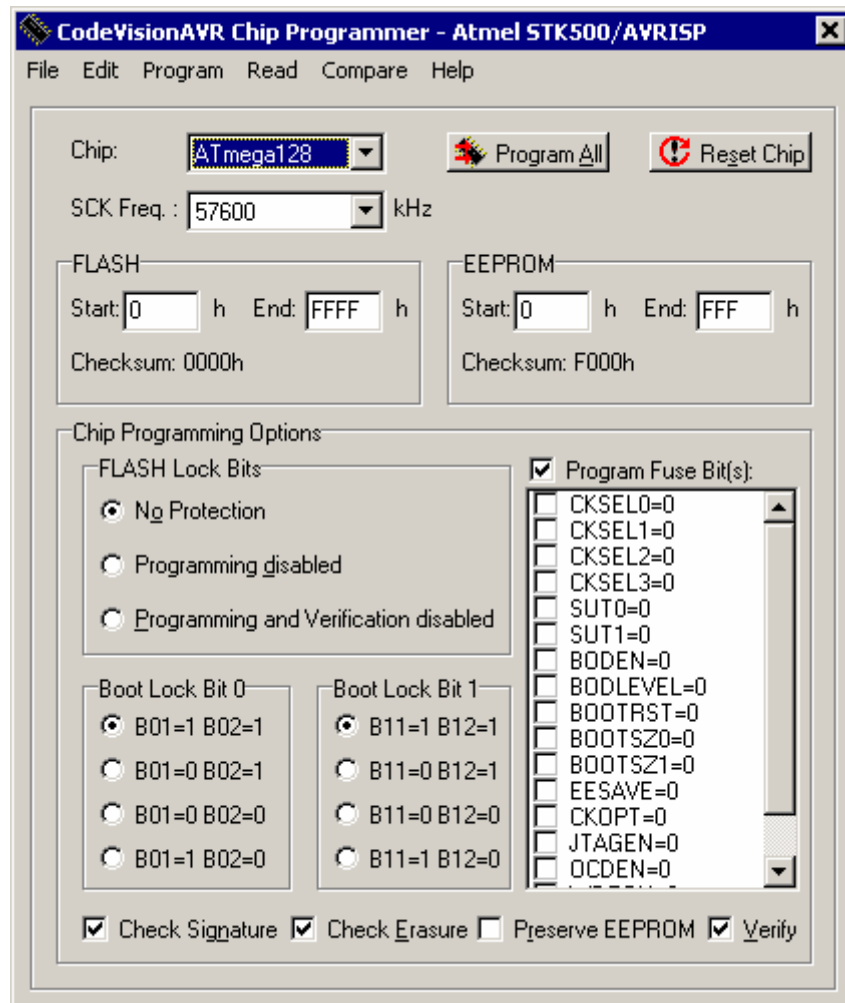 CodeVisionAVR Chip Programmer - Atmel STK500/AVRISP
File Edit Program Read Compare Help
Chip: ATmega128 Program All Reset Chip
SCK Freq. : 57600 kHz
FLASH
Start: 0 h End: FFFF h
Checksum: 0000h
EEPROM
Start: 0 h End: FFF h
Checksum: F000h
Chip Programming Options
FLASH Lock Bits
No Protection
Programming disabled
Programming and Verification disabled
Program Fuse Bit(s):
CKSEL0=0
CKSEL1=0
CKSEL2=0
CKSEL3=0
SUT0=0
SUT1=0
BODEN=0
BODLEVEL=0
BOOTRST=0
BOOTSZ0=0
BOOTSZ1=0
EESAVE=0
CKOPT=0
JTAGEN=0
OCDEN=0
Boot Lock Bit 0
B01=1 B02=1
B01=0 B02=1
B01=0 B02=0
B01=1 B02=0
Boot Lock Bit 1
B11=1 B12=1
B11=0 B12=1
B11=0 B12=0
B11=1 B12=0
Check Signature Check Erasure Preserve EEPROM Verify